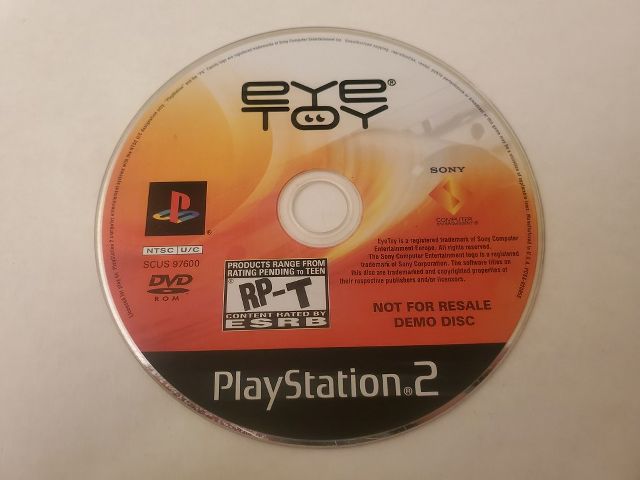 EYE®
TOY
SONY
COMPUTER
ENTERTAINMENT®
NTSC U/C
SCUS 97600
DVD
ROM
PRODUCTS RANGE FROM
RATING PENDING to TEEN
RP-T
CONTENT RATED BY
ESRB
EyeToy is a registered trademark of Sony Computer
Entertainment Europe. All rights reserved.
The Sony Computer Entertainment logo is a registered
trademark of Sony Corporation. The software titles on
this disc are trademarked and copyrighted properties of
their respective publishers and/or licensors.
NOT FOR RESALE
DEMO DISC
PlayStation®2